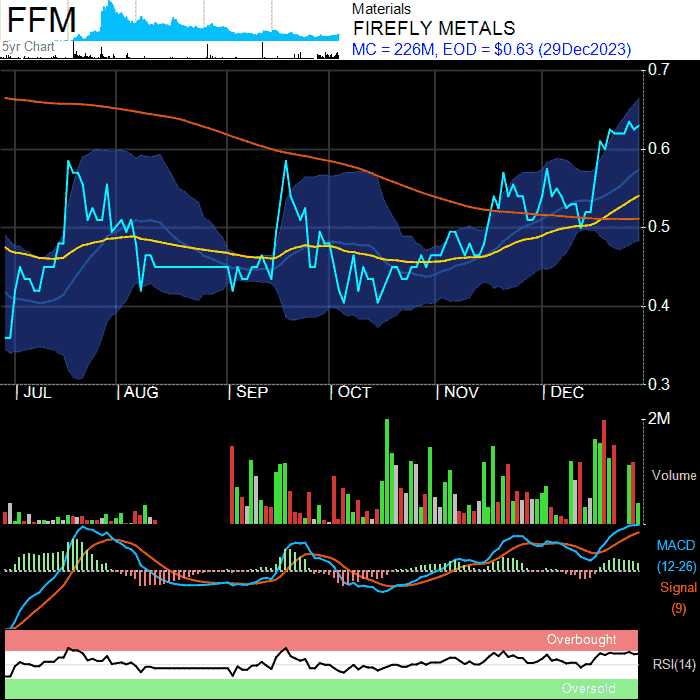 FFM
5yr Chart
Materials
FIREFLY METALS
MC = 226M, EOD = $0.63 (29Dec2023)
0.7
0.6
0.5
0.4
0.3
JUL AUG SEP OCT NOV DEC
2M
Volume
MACD
(12-26)
Signal
(9)
Overbought
RSI(14)
Oversold